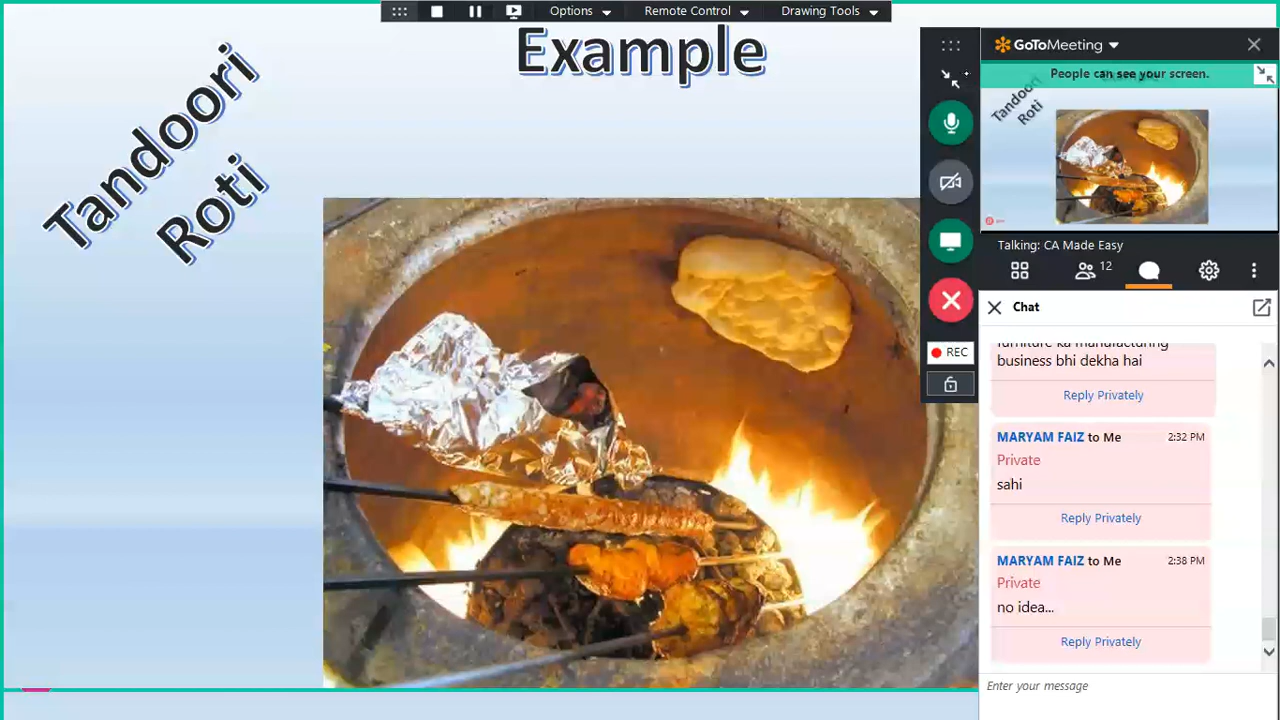 Options
Remote Control
Drawing Tools
Example
Tandoori
Roti
GoToMeeting
People can see your screen.
Tandoori
Roti
Talking: CA Made Easy
12
Chat
furniture ka manufacturing
business bhi dekha hai
Reply Privately
MARYAM FAIZ to Me 2:32 PM
Private
sahi
Reply Privately
MARYAM FAIZ to Me 2:38 PM
Private
no idea...
Reply Privately
Enter your message
REC